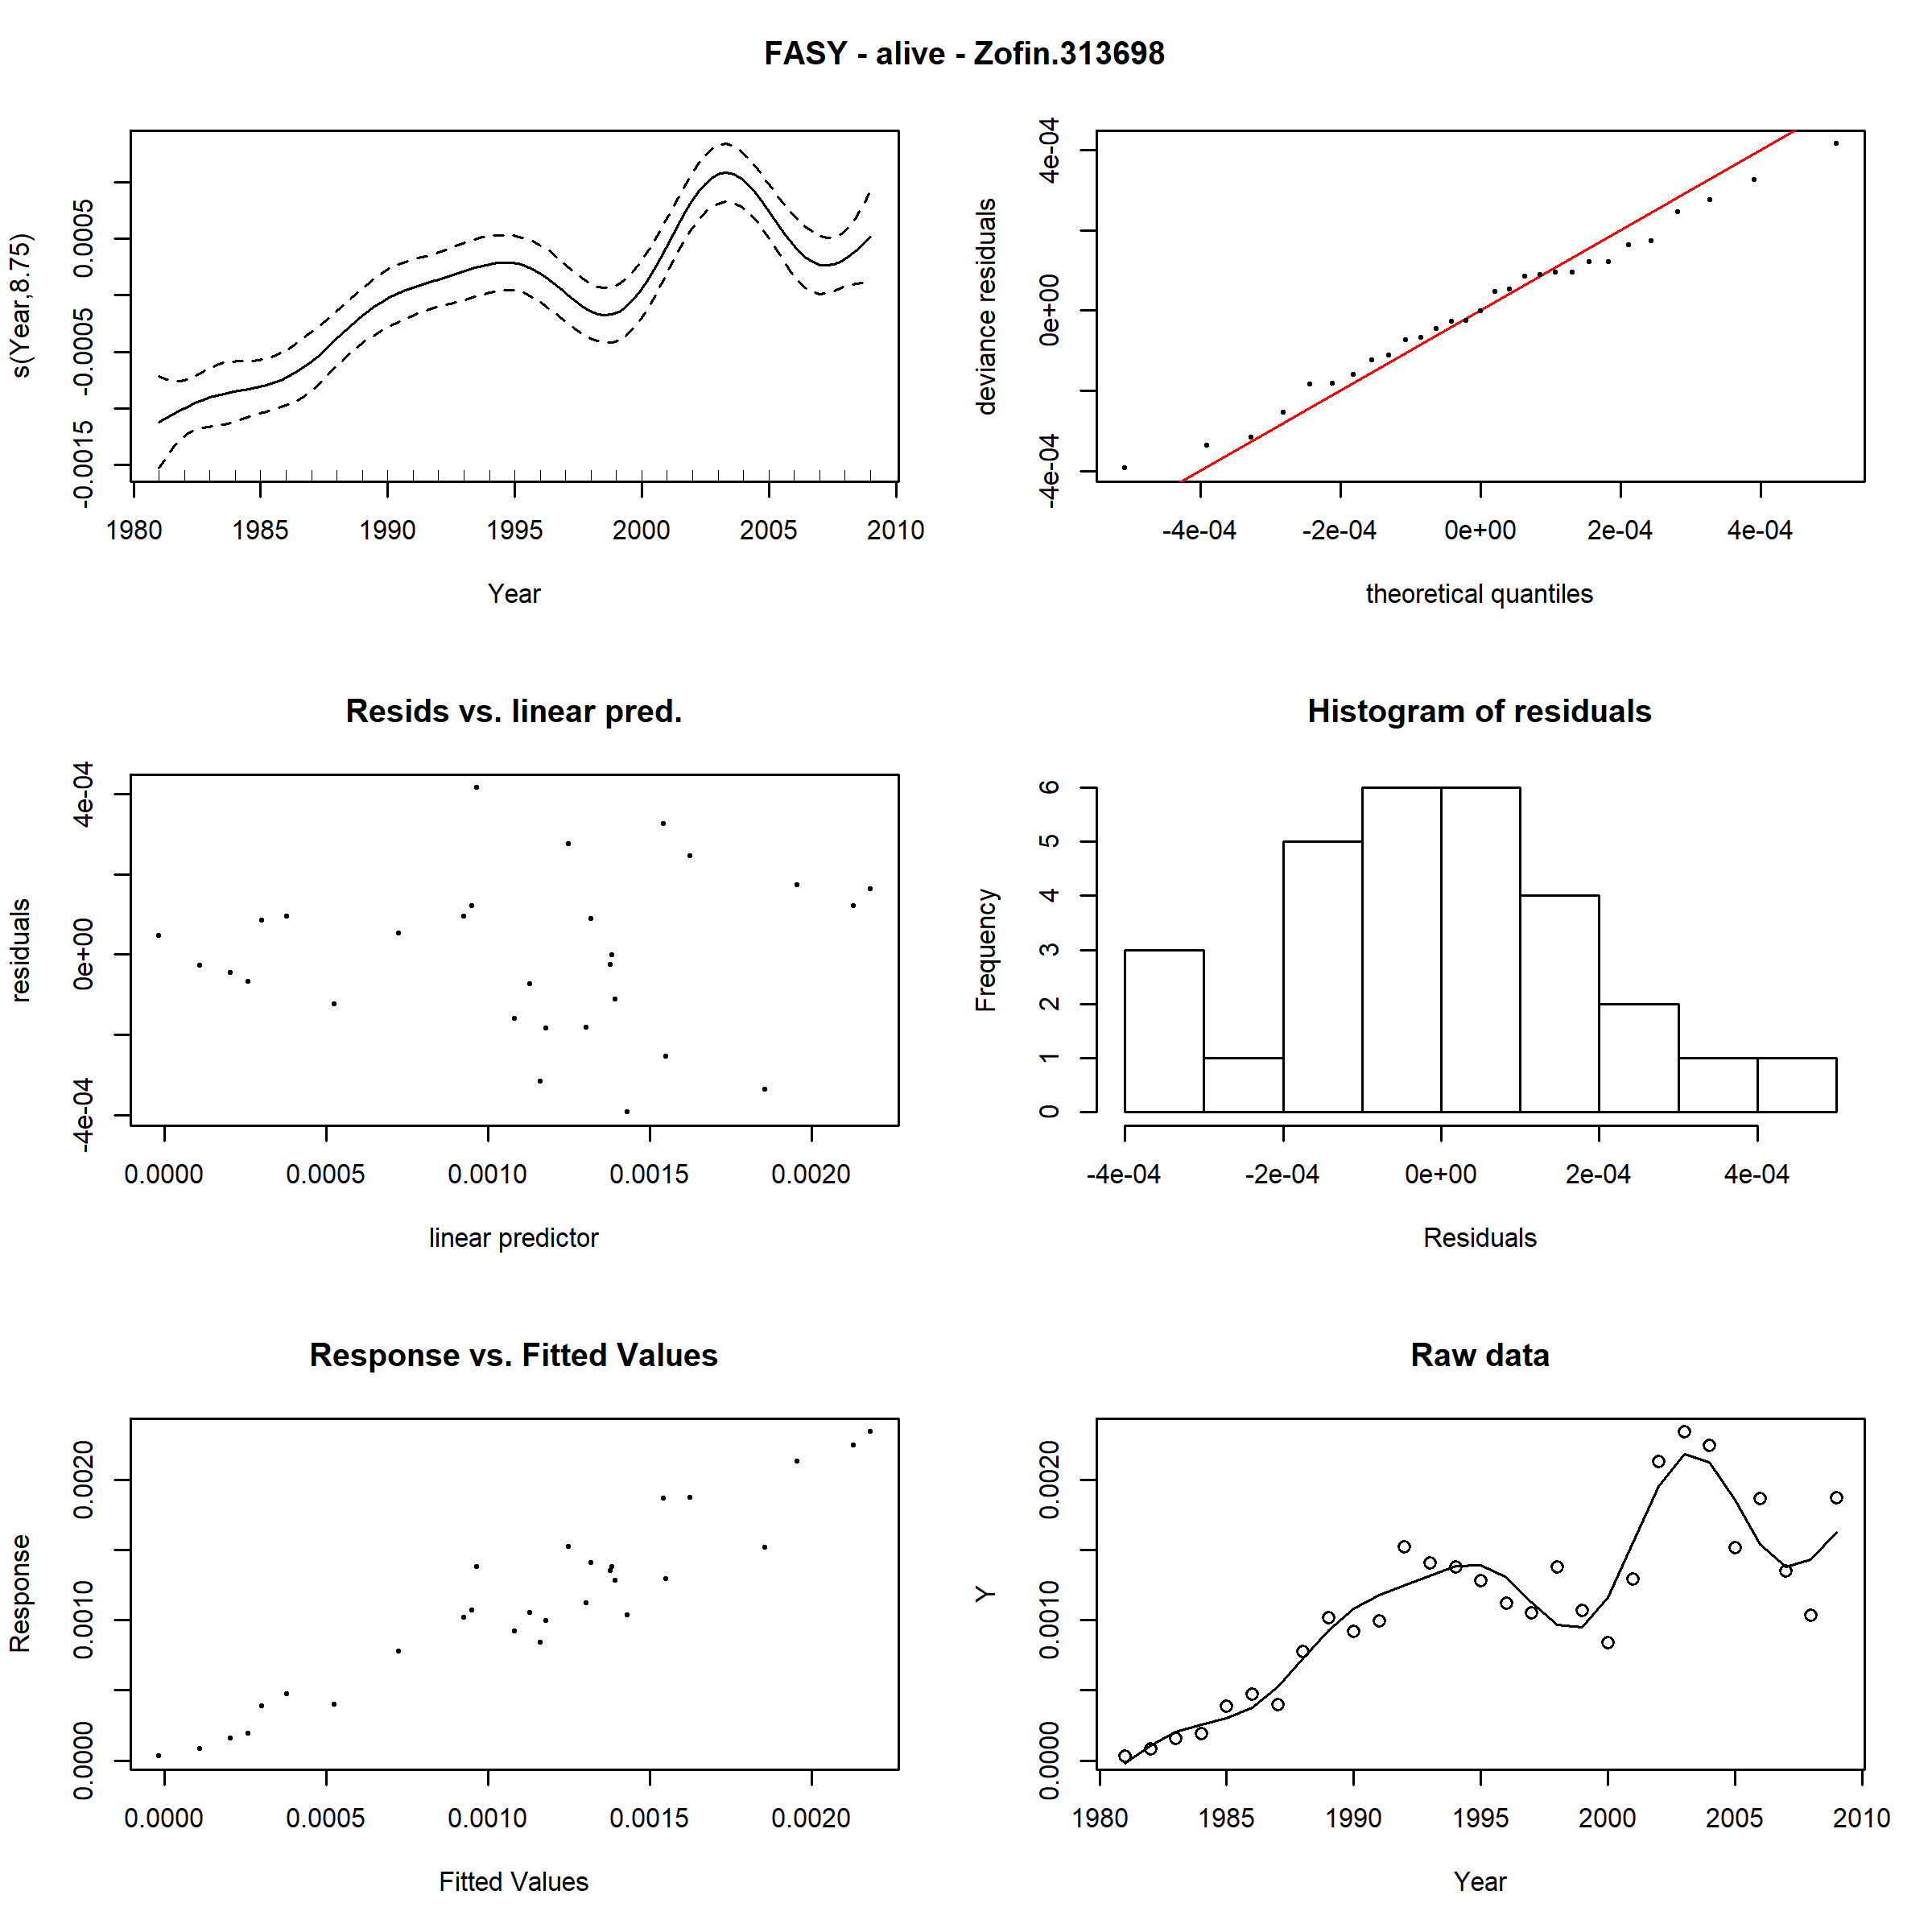 FASY - alive - Zofin.313698
s(Year,8.75)
-0.0015 -0.0005 0.0005
1980 1985 1990 1995 2000 2005 2010
Year
deviance residuals
-4e-04 0e+00 4e-04
-4e-04 -2e-04 0e+00 2e-04 4e-04
theoretical quantiles
Resids vs. linear pred.
residuals
-4e-04 0e+00 4e-04
0.0000 0.0005 0.0010 0.0015 0.0020
linear predictor
Histogram of residuals
Frequency
0 1 2 3 4 5 6
-4e-04 -2e-04 0e+00 2e-04 4e-04
Residuals
Response vs. Fitted Values
Response
0.0000 0.0010 0.0020
0.0000 0.0005 0.0010 0.0015 0.0020
Fitted Values
Raw data
Y
0.0000 0.0010 0.0020
1980 1985 1990 1995 2000 2005 2010
Year